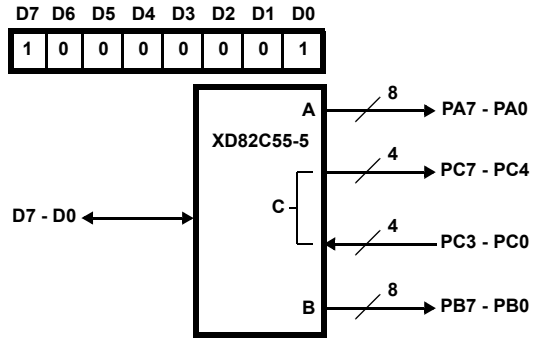 D7 D6 D5 D4 D3 D2 D1 D0
1 0 0 0 0 0 0 1
A 8 PA7 - PA0
XD82C55-5
4 PC7 - PC4
C
D7 - D0
4 PC3 - PC0
B 8 PB7 - PB0